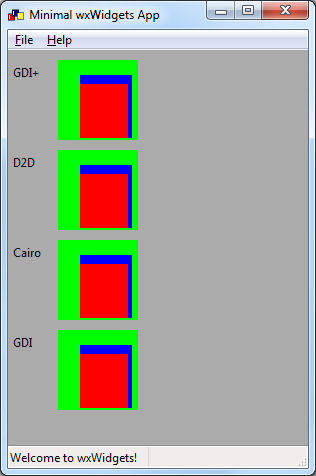 Minimal wxWidgets App
File Help
GDI+
D2D
Cairo
GDI
Welcome to wxWidgets!